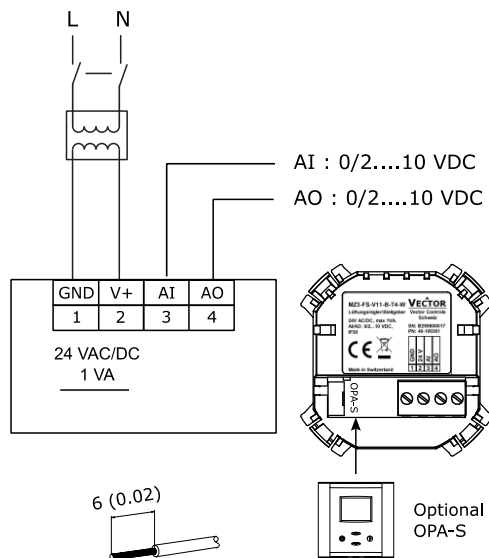 L N
AI : 0/2....10 VDC
AO : 0/2....10 VDC
GND V+ AI AO
1 2 3 4
24 VAC/DC
1 VA
MZ2-FS-V11-B-T4-W VECTOR
Lüftungsregler/Stellgeber Vector Controls
Schweiz
24V AC/DC, max 1VA.
AI/AO: 0/2...10 VDC,
IP30
SN: B299800017
PN: 40-100381
CE
GND
24 V
AI
AO
1 2 3 4
Made in Switzerland
OPA-S
6 (0.02)
Optional
OPA-S